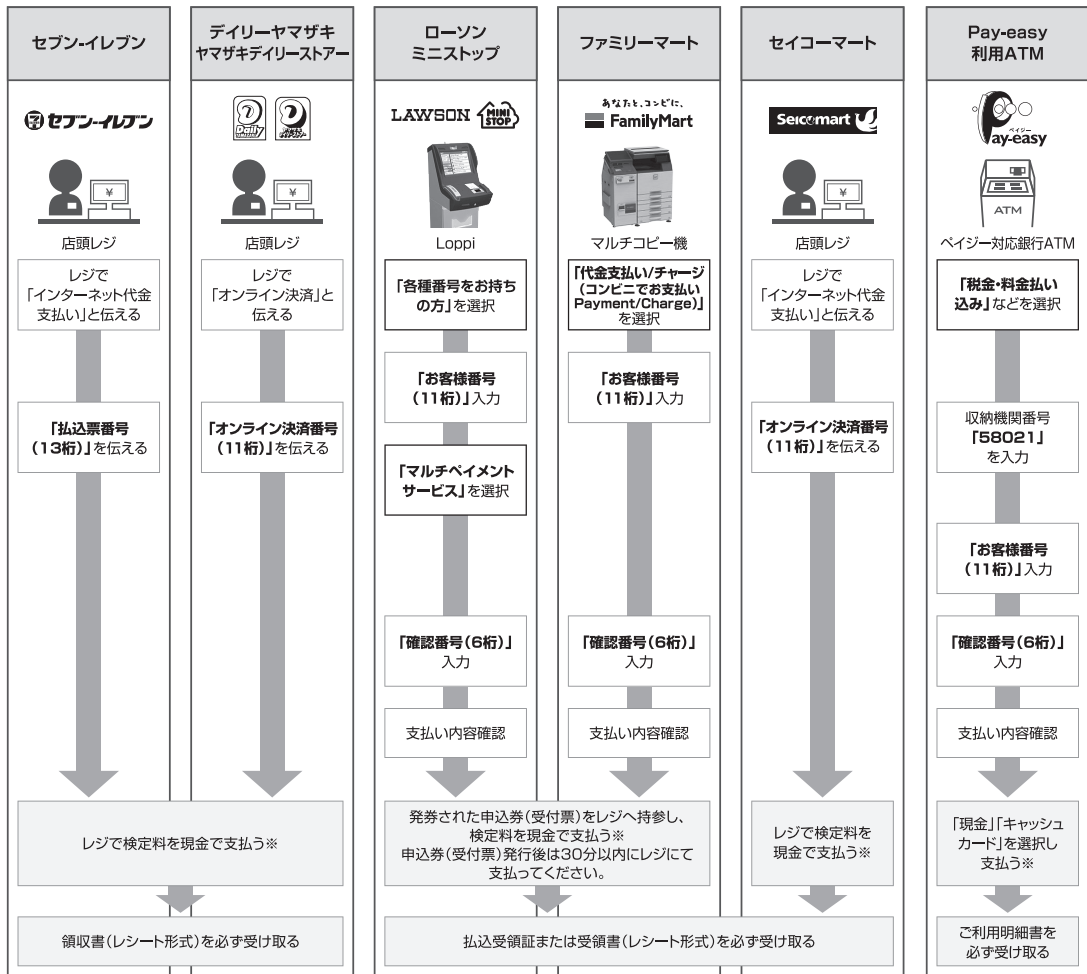 セブン-イレブン
セブン-イレブン
店頭レジ
レジで
「インターネット代金
支払い」と伝える
「払込票番号
(13桁)」を伝える
デイリーヤマザキ
ヤマザキデイリーストアー
Daily
店頭レジ
レジで
「オンライン決済」と
伝える
「オンライン決済番号
(11桁)」を伝える
レジで検定料を現金で支払う※
領収書(レシート形式)を必ず受け取る
ローソン
ミニストップ
LAWSON
MINI
STOP
Loppi
「各種番号をお持ち
の方」を選択
「お客様番号
(11桁)」入力
「マルチペイメント
サービス」を選択
「確認番号(6桁)」
入力
支払い内容確認
ファミリーマート
あなたと、コンビに、
FamilyMart
マルチコピー機
「代金支払い/チャージ
(コンビニでお支払い
Payment/Charge)」
を選択
「お客様番号
(11桁)」入力
「確認番号(6桁)」
入力
支払い内容確認
発券された申込券(受付票)をレジへ持参し、
検定料を現金で支払う※
申込券(受付票)発行後は30分以内にレジにて
支払ってください。
セイコーマート
Seicomart
店頭レジ
レジで
「インターネット代金
支払い」と伝える
「オンライン決済番号
(11桁)」を伝える
レジで検定料を
現金で支払う※
払込受領証または受領書(レシート形式)を必ず受け取る
Pay-easy
利用ATM
ペイジー
Pay-easy
ATM
ペイジー対応銀行ATM
「税金・料金払い
込み」などを選択
収納機関番号
「58021」
を入力
「お客様番号
(11桁)」入力
「確認番号(6桁)」
入力
支払い内容確認
「現金」「キャッシュ
カード」を選択し
支払う※
ご利用明細書を
必ず受け取る